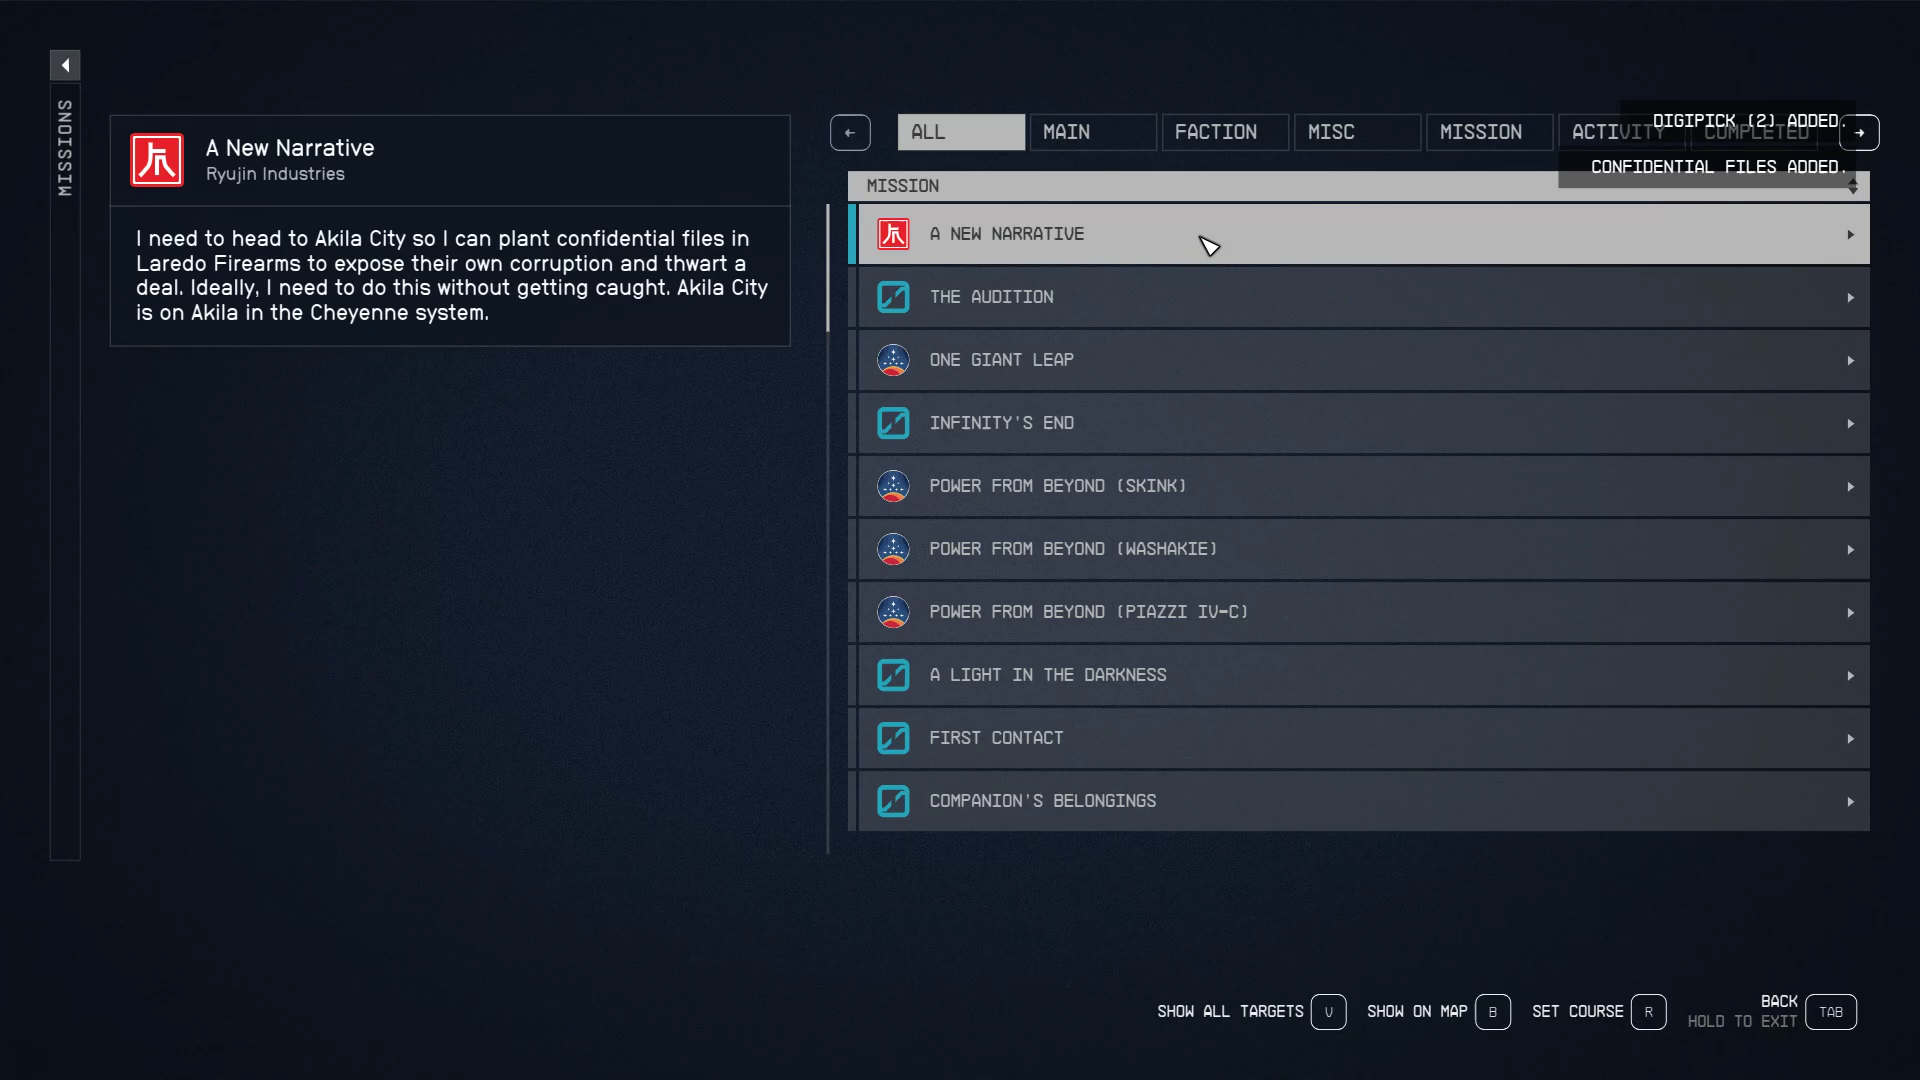 MISSIONS
A New Narrative
Ryujin Industries
I need to head to Akila City so I can plant confidential files in
Laredo Firearms to expose their own corruption and thwart a
deal. Ideally, I need to do this without getting caught. Akila City
is on Akila in the Cheyenne system.
ALL
MAIN
FACTION
MISC
MISSION
ACTIVITY
COMPLETED
DIGIPICK (2) ADDED.
CONFIDENTIAL FILES ADDED.
MISSION
A NEW NARRATIVE
THE AUDITION
ONE GIANT LEAP
INFINITY'S END
POWER FROM BEYOND (SKINK)
POWER FROM BEYOND (WASHAKIE)
POWER FROM BEYOND (PIAZZI IV-C)
A LIGHT IN THE DARKNESS
FIRST CONTACT
COMPANION'S BELONGINGS
SHOW ALL TARGETS V
SHOW ON MAP B
SET COURSE R
BACK
HOLD TO EXIT
TAB